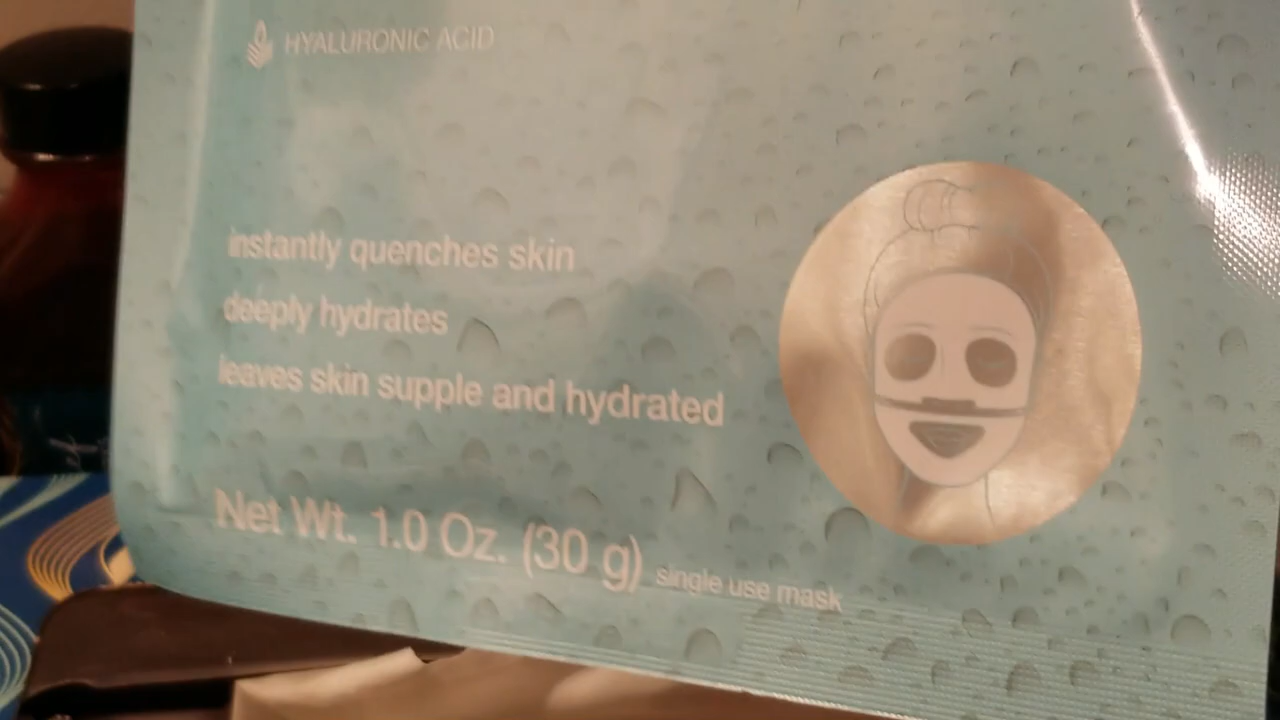 HYALURONIC ACID
instantly quenches skin
deeply hydrates
leaves skin supple and hydrated
Net Wt. 1.0 Oz. (30 g) single use mask